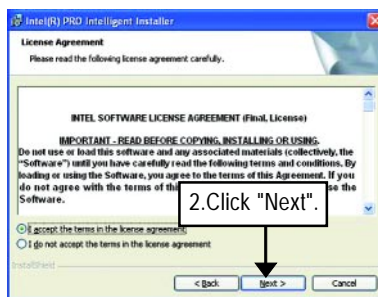 Intel(R) PRO Intelligent Installer
License Agreement
Please read the following license agreement carefully.
INTEL SOFTWARE LICENSE AGREEMENT (Final, License)
IMPORTANT - READ BEFORE COPYING, INSTALLING OR USING.
Do not use or load this software and any associated materials (collectively, the
"Software") until you have carefully read the following terms and conditions. By
loading or using the Software, you agree to the terms of this Agreement. If you
do not agree with the terms of this
se the
Software.
2.Click "Next".
I accept the terms in the license agreement
I do not accept the terms in the license agreement
InstallShield
< Back
Next >
Cancel